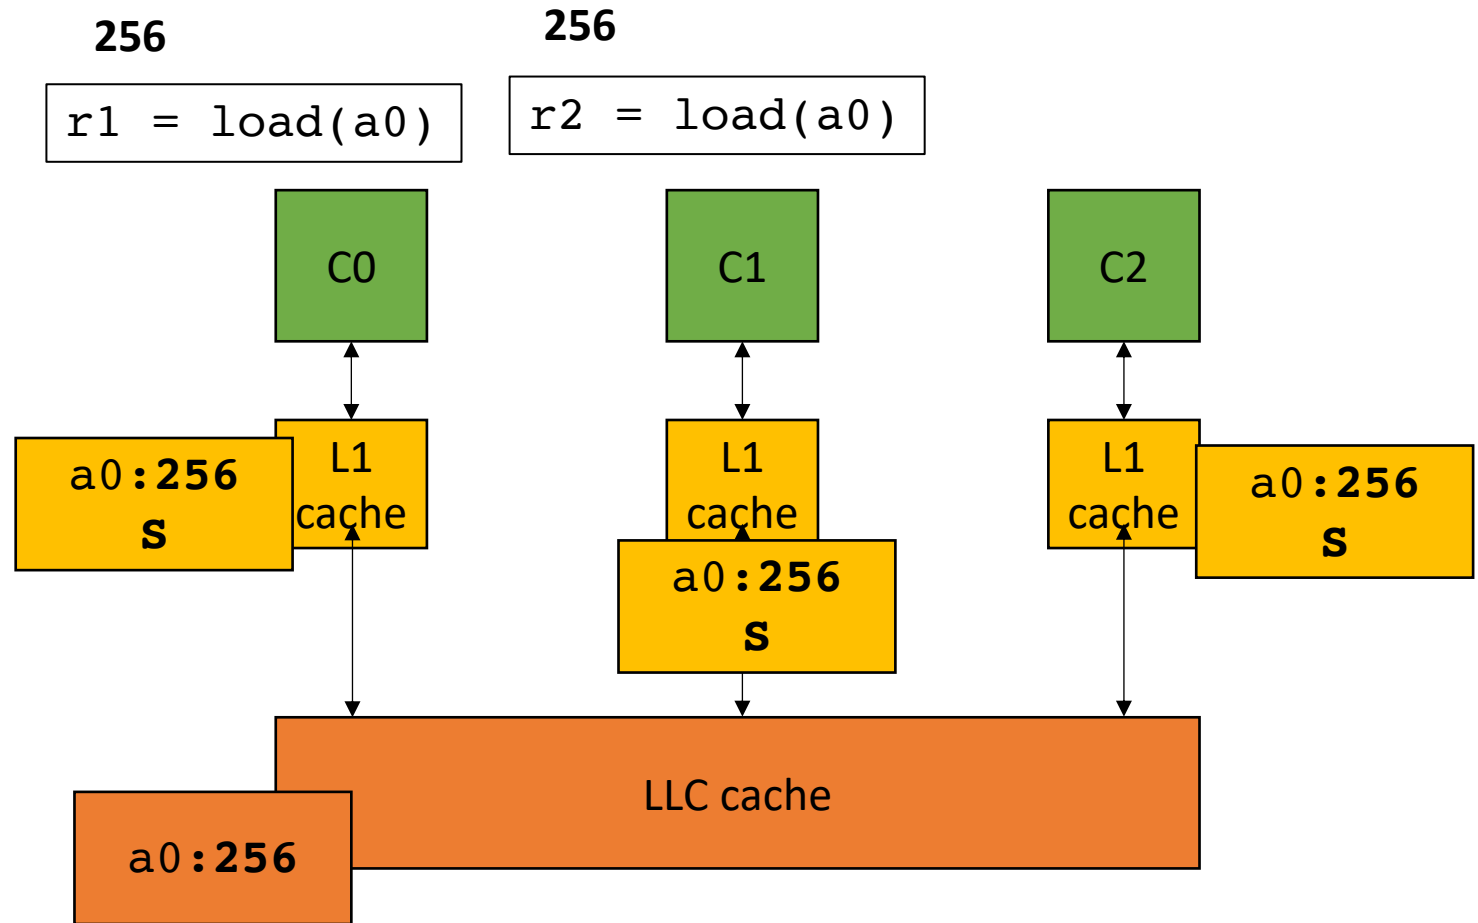 256
256
r1 = load(a0)
r2 = load(a0)
C0
C1
C2
L1
cache
L1
cache
L1
cache
a0:256
S
a0:256
S
a0:256
S
LLC cache
a0:256